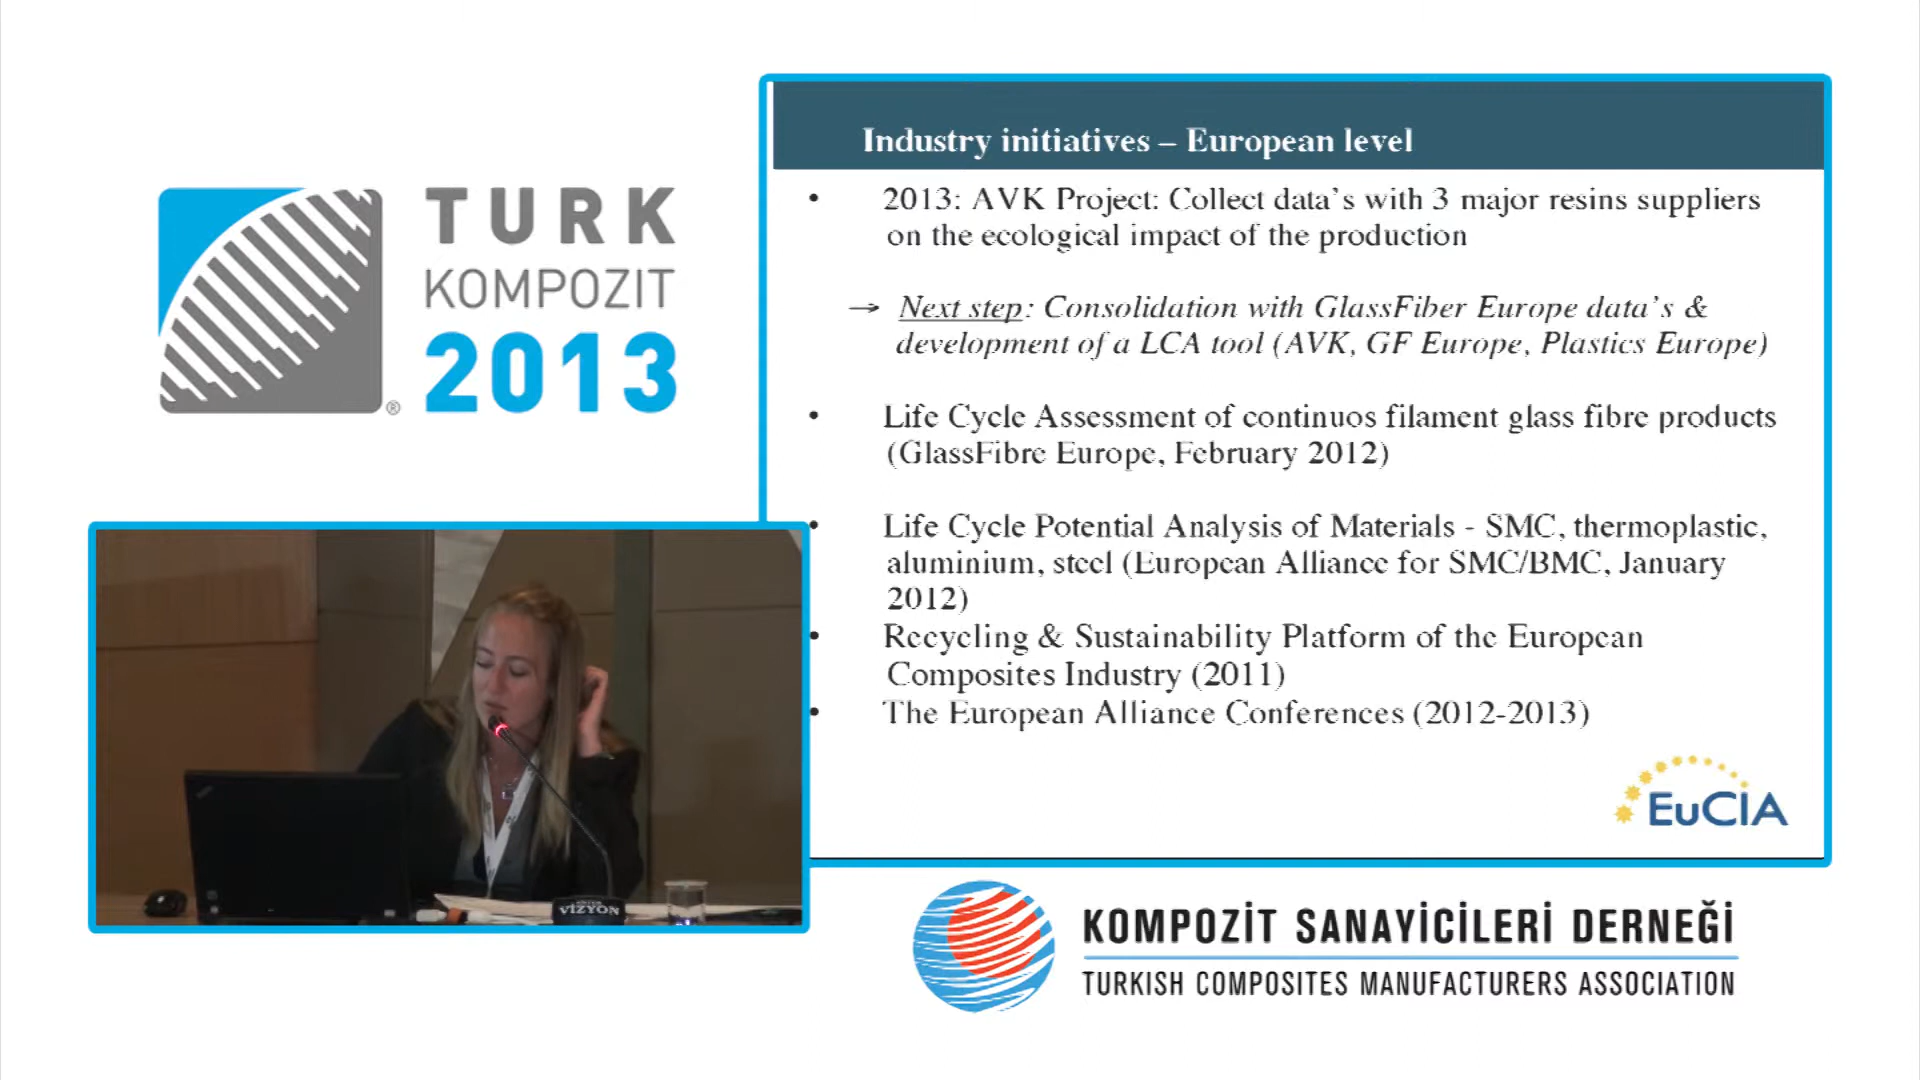 TURK
KOMPOZIT
2013
®
Industry initiatives – European level
• 2013: AVK Project: Collect data's with 3 major resins suppliers
on the ecological impact of the production
→ Next step: Consolidation with GlassFiber Europe data's &
development of a LCA tool (AVK, GF Europe, Plastics Europe)
• Life Cycle Assessment of continuos filament glass fibre products
(GlassFibre Europe, February 2012)
• Life Cycle Potential Analysis of Materials - SMC, thermoplastic,
aluminium, steel (European Alliance for SMC/BMC, January
2012)
• Recycling & Sustainability Platform of the European
Composites Industry (2011)
• The European Alliance Conferences (2012-2013)
EuCIA
VİZYON
KOMPOZİT SANAYİCİLERİ DERNEĞİ
TURKISH COMPOSITES MANUFACTURERS ASSOCIATION